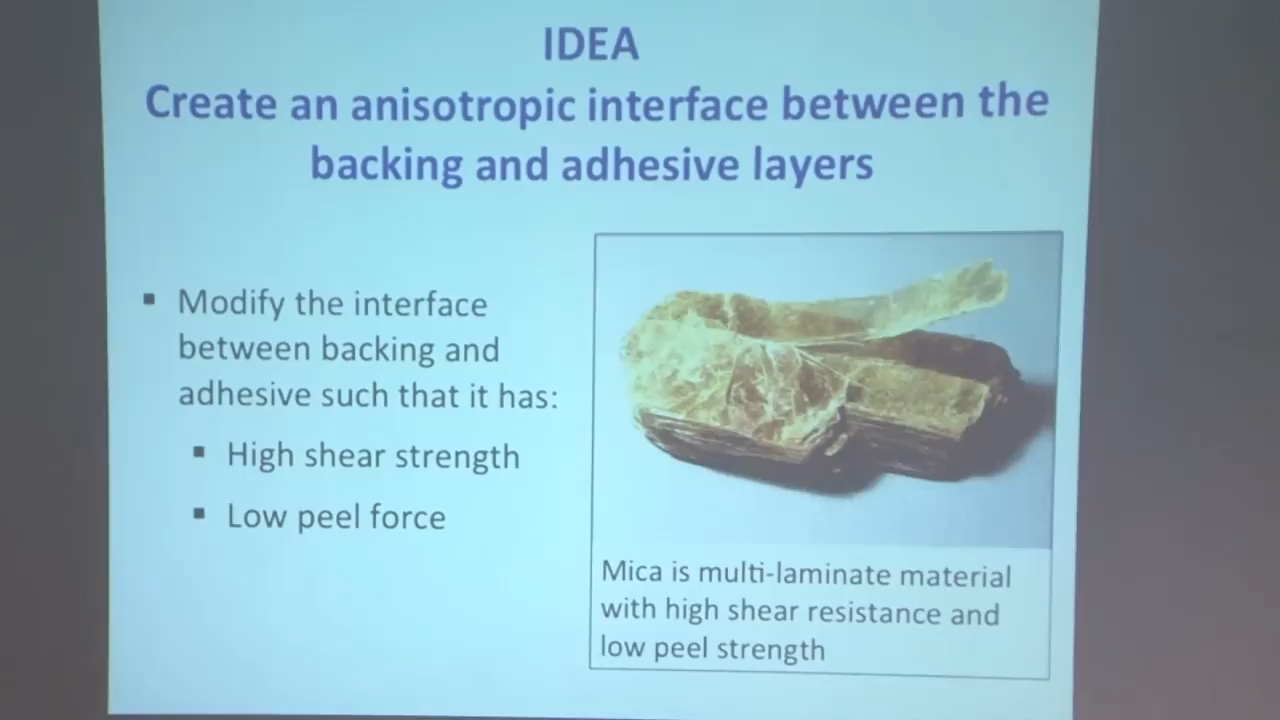 IDEA
Create an anisotropic interface between the
backing and adhesive layers
▪ Modify the interface
between backing and
adhesive such that it has:
▪ High shear strength
▪ Low peel force
Mica is multi-laminate material
with high shear resistance and
low peel strength